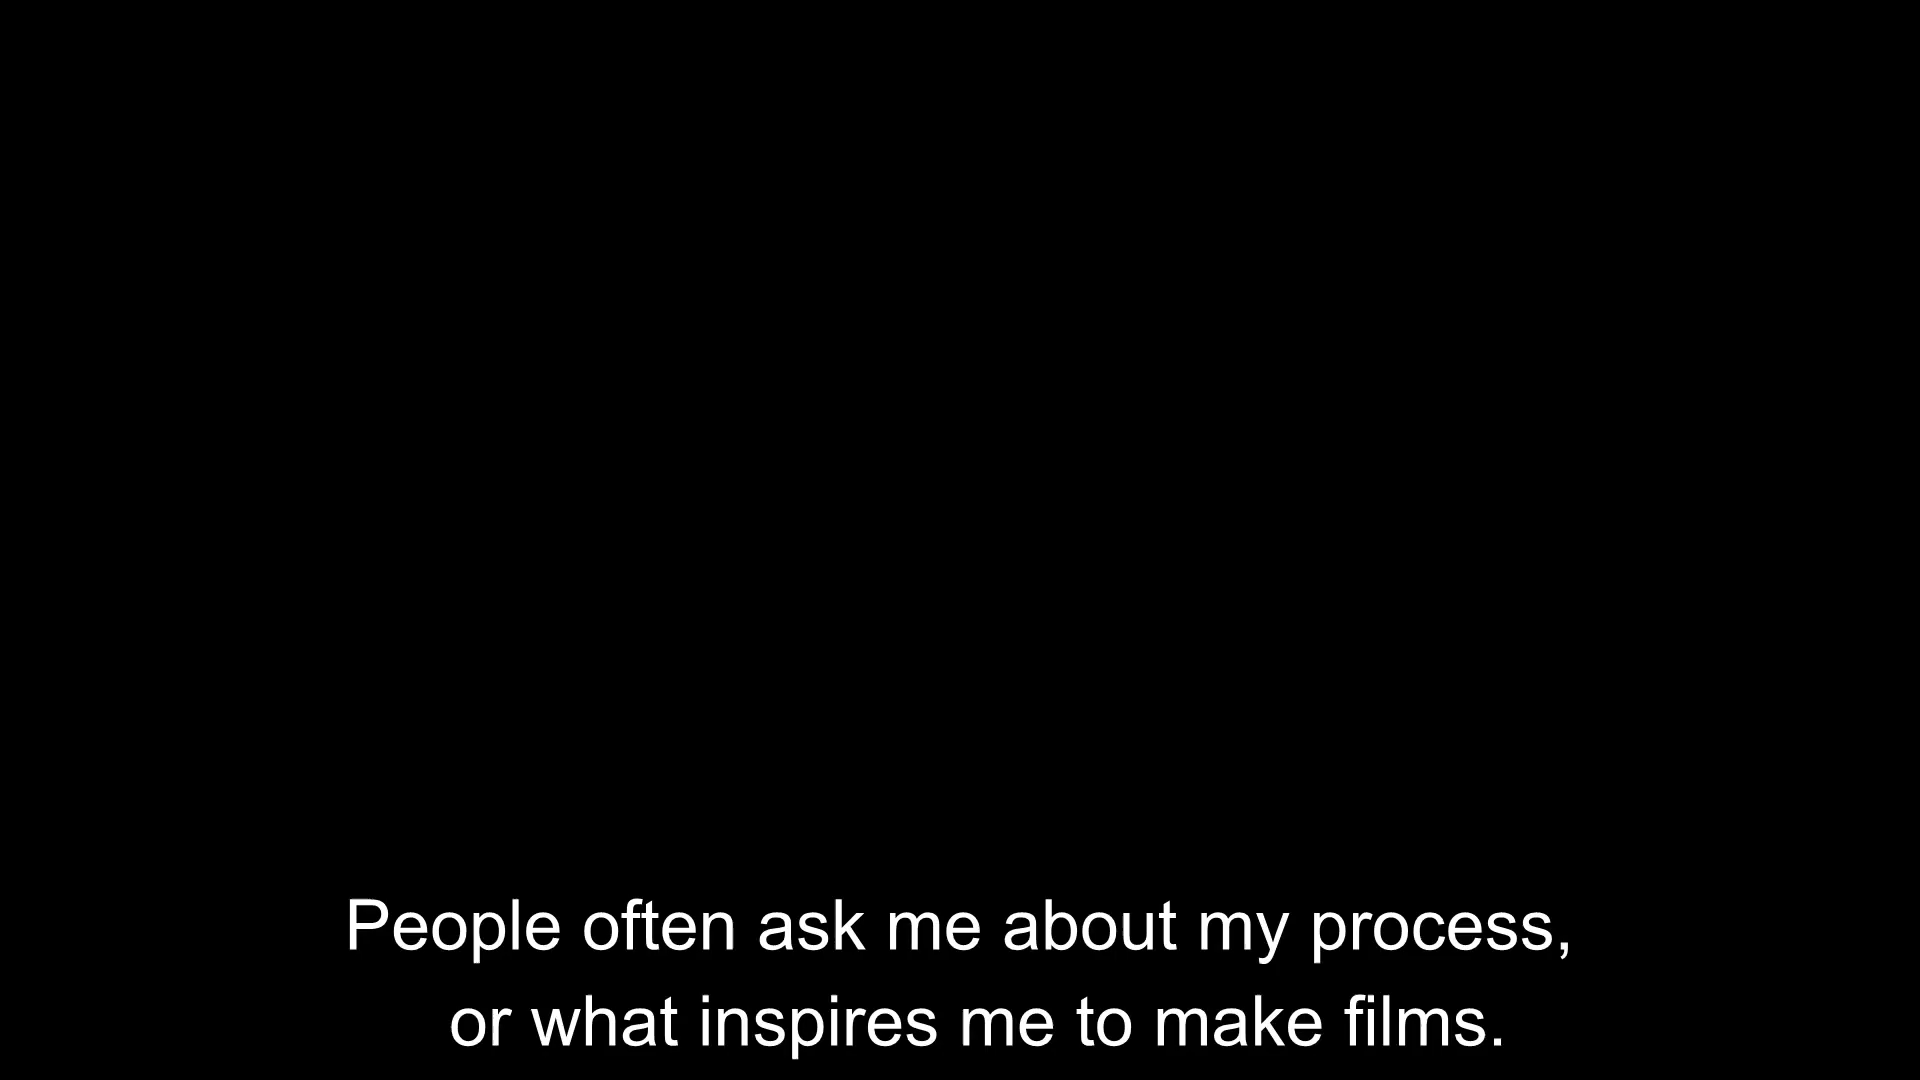 People often ask me about my process,
or what inspires me to make films.